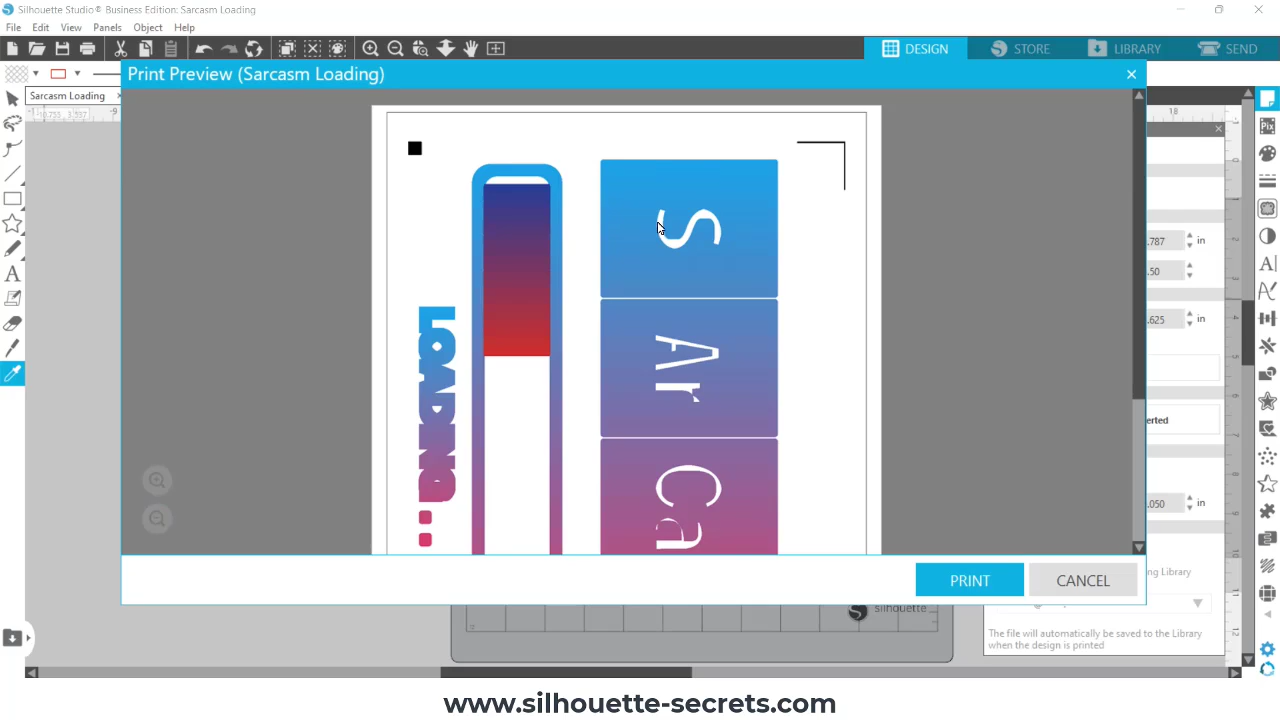 Silhouette Studio® Business Edition: Sarcasm Loading
File Edit View Panels Object Help
DESIGN STORE LIBRARY SEND
Print Preview (Sarcasm Loading)
Sarcasm Loading
S
Ar
Ca
LOADING..
.787 in
.50
.625 in
erted
.050 in
ng Library
The file will automatically be saved to the Library
when the design is printed
PRINT CANCEL
silhouette
www.silhouette-secrets.com